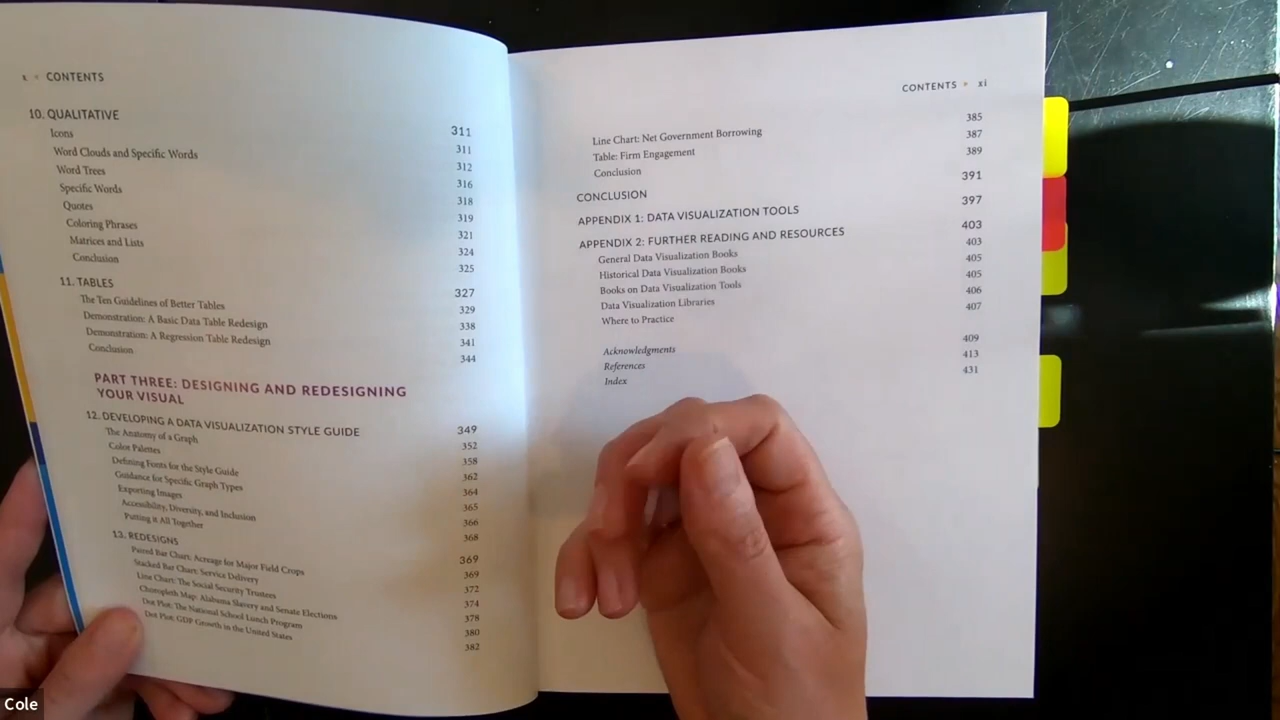 x • CONTENTS
10. QUALITATIVE 311
Icons 311
Word Clouds and Specific Words 312
Word Trees 316
Specific Words 318
Quotes 319
Coloring Phrases 321
Matrices and Lists 324
Conclusion 325
11. TABLES 327
The Ten Guidelines of Better Tables 329
Demonstration: A Basic Data Table Redesign 338
Demonstration: A Regression Table Redesign 341
Conclusion 344
PART THREE: DESIGNING AND REDESIGNING
YOUR VISUAL
12. DEVELOPING A DATA VISUALIZATION STYLE GUIDE 349
The Anatomy of a Graph 352
Color Palettes 358
Defining Fonts for the Style Guide 362
Guidance for Specific Graph Types 364
Exporting Images 365
Accessibility, Diversity, and Inclusion 366
Putting it All Together 368
13. REDESIGNS 369
Paired Bar Chart: Acreage for Major Field Crops 369
Stacked Bar Chart: Service Delivery 372
Line Chart: The Social Security Trustees 374
Choropleth Map: Alabama Slavery and Senate Elections 378
Dot Plot: The National School Lunch Program 380
Dot Plot: GDP Growth in the United States 382
CONTENTS • xi
Line Chart: Net Government Borrowing 385
Table: Firm Engagement 387
Conclusion 389
CONCLUSION 391
APPENDIX 1: DATA VISUALIZATION TOOLS 397
APPENDIX 2: FURTHER READING AND RESOURCES 403
General Data Visualization Books 403
Historical Data Visualization Books 405
Books on Data Visualization Tools 405
Data Visualization Libraries 406
Where to Practice 407
Acknowledgments 409
References 413
Index 431
Cole